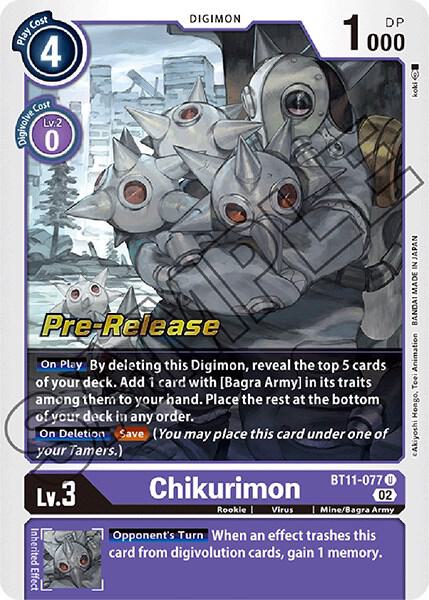 DIGIMON
Play Cost
4
DP
1000
Digivolve Cost
Lv.2
0
koki
Pre-Release
SAMPLE
On Play By deleting this Digimon, reveal the top 5 cards
of your deck. Add 1 card with [Bagra Army] in its traits
among them to your hand. Place the rest at the bottom
of your deck in any order.
On Deletion Save (You may place this card under one of
your Tamers.)
©Akiyoshi Hongo, Toei Animation BANDAI MADE IN JAPAN
Lv.3
Chikurimon
BT11-077 U
02
Rookie | Virus | Mine/Bagra Army
Inherited Effect
Opponent's Turn When an effect trashes this
card from digivolution cards, gain 1 memory.